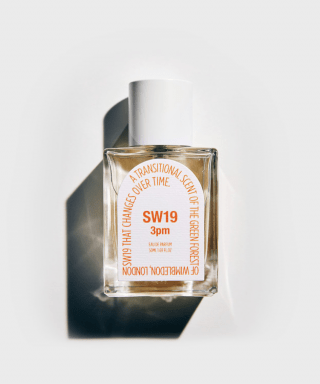 A TRANSITIONAL SCENT OF THE GREEN FOREST
OF WIMBLEDON, LONDON
SW19 THAT CHANGES
OVER TIME.
SW19
3pm
EAU DE PARFUM